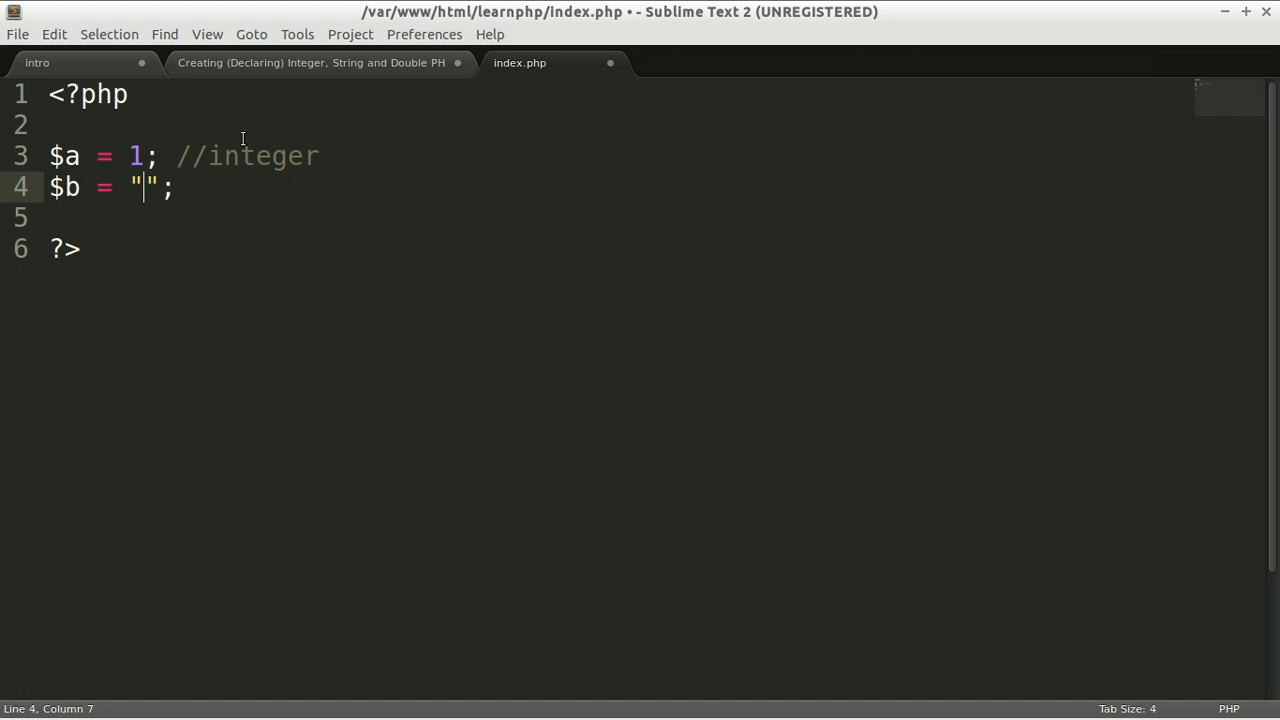 /var/www/html/learnphp/index.php • - Sublime Text 2 (UNREGISTERED)
File Edit Selection Find View Goto Tools Project Preferences Help
intro Creating (Declaring) Integer, String and Double PH index.php
1 <?php
2
3 $a = 1; //integer
4 $b = "";
5
6 ?>
Line 4, Column 7 Tab Size: 4 PHP